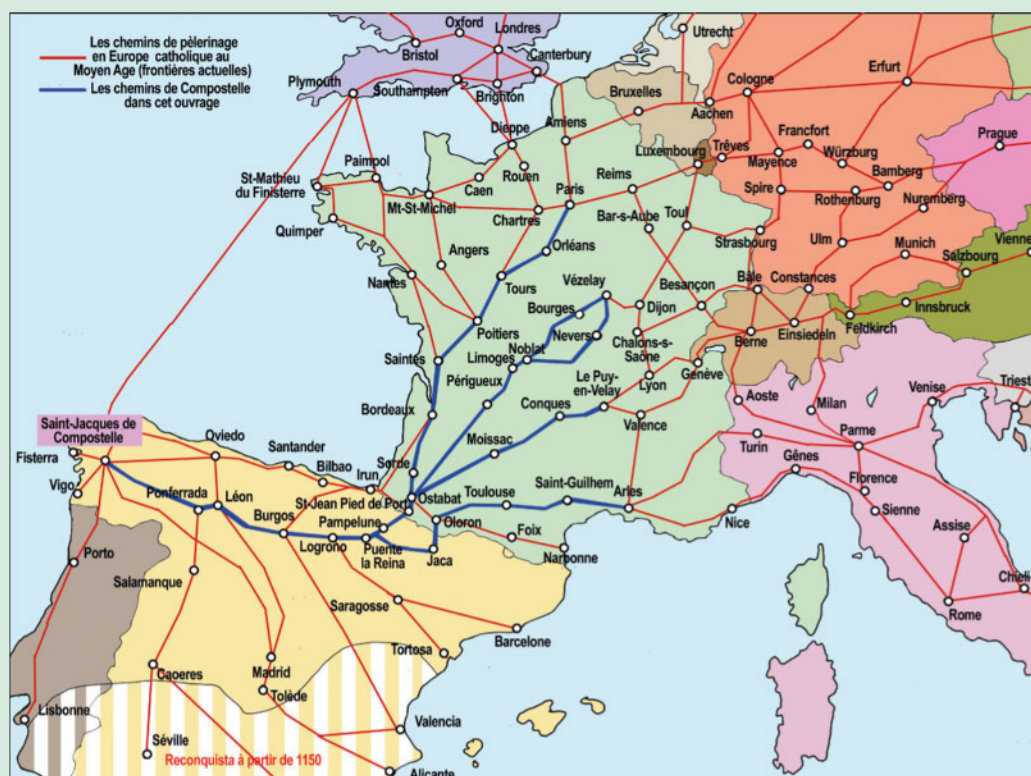 Les chemins de pèlerinage
en Europe catholique au
Moyen Age (frontières actuelles)
Les chemins de Compostelle
dans cet ouvrage
Oxford
Londres
Bristol
Canterbury
Plymouth
Southampton
Brighton
Utrecht
Cologne
Erfurt
Bruxelles
Aachen
Dieppe
Amiens
Luxembourg
Trêves
Francfort
Mayence
Würzburg
Prague
Bamberg
Paimpol
St-Mathieu
du Finisterre
Rouen
Caen
Paris
Reims
Spire
Rothenburg
Nuremberg
Mt-St-Michel
Chartres
Bar-s-Aube
Toul
Quimper
Strasbourg
Ulm
Munich
Vienne
Angers
Orléans
Salzbourg
Nantes
Tours
Vézelay
Besançon
Bâle
Constances
Bourges
Dijon
Innsbruck
Feldkirch
Poitiers
Nevers
Berne
Einsiedeln
Saintes
Limoges
Noblat
Chalons-s-
Saône
Genève
Périgueux
Le Puy-
en-Velay
Lyon
Aoste
Milan
Venise
Triest
Bordeaux
Conques
Valence
Saint-Jacques de
Compostelle
Moissac
Turin
Parme
Oviedo
Santander
Fisterra
Bilbao
Irun
Sorde
Gênes
Vigo
Ponferrada
Léon
St-Jean Pied de Port
Ostabat
Toulouse
Saint-Guilhem
Arles
Florence
Burgos
Pampelune
Oloron
Nice
Sienne
Logrono
Puente
la Reina
Jaca
Foix
Narbonne
Assise
Porto
Salamanque
Chieli
Saragosse
Rome
Barcelone
Tortosa
Madrid
Caoeres
Tolède
Lisbonne
Valencia
Séville
Reconquista à partir de 1150
Alicante